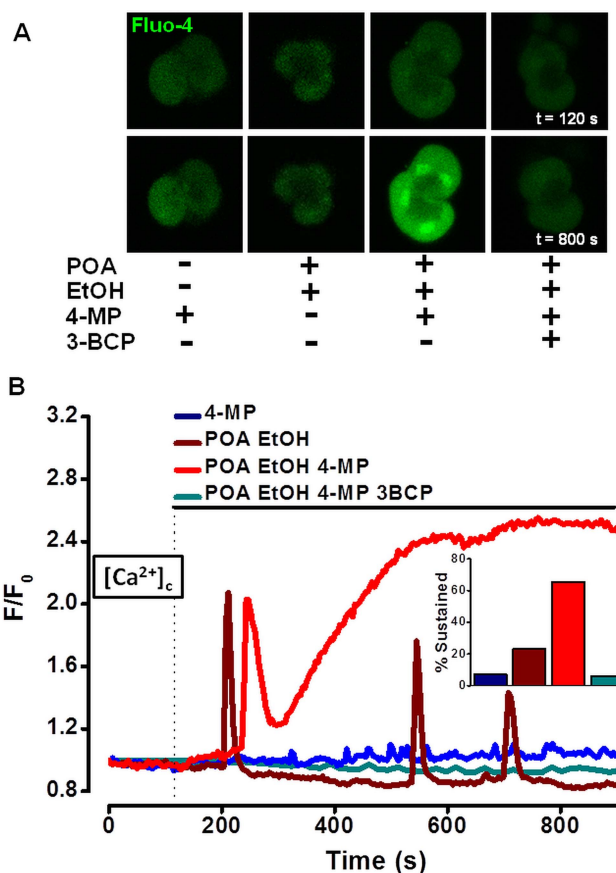 A
Fluo-4
t = 120 s
t = 800 s
POA - + + +
EtOH - + + +
4-MP + - + +
3-BCP - - - +
B
4-MP
POA EtOH
POA EtOH 4-MP
POA EtOH 4-MP 3BCP
3.2
2.8
2.4
2.0
1.6
1.2
0.8
F/F₀
[Ca²⁺]c
80
60
40
20
0
% Sustained
0 200 400 600 800
Time (s)